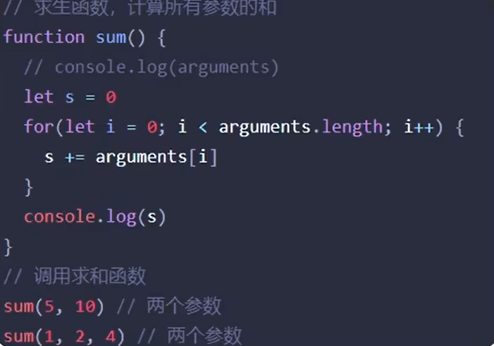 // 求生函数，计算所有参数的和
function sum() {
// console.log(arguments)
let s = 0
for(let i = 0; i < arguments.length; i++) {
s += arguments[i]
}
console.log(s)
}
// 调用求和函数
sum(5, 10) // 两个参数
sum(1, 2, 4) // 两个参数